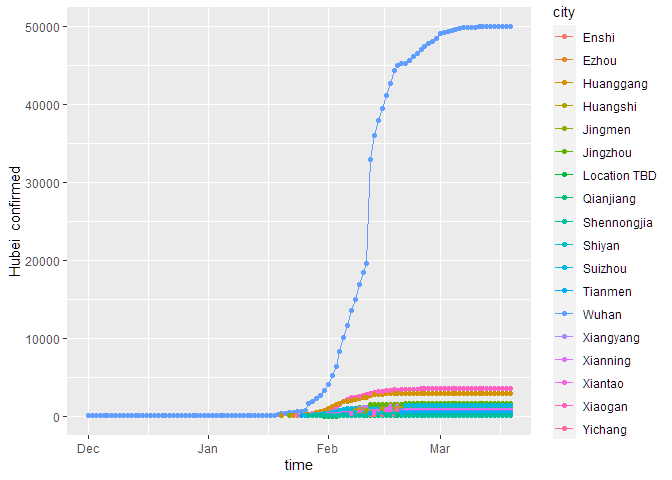 city
50000
40000
30000
20000
10000
0
Hubei confirmed
Dec
Jan
Feb
Mar
time
Enshi
Ezhou
Huanggang
Huangshi
Jingmen
Jingzhou
Location TBD
Qianjiang
Shennongjia
Shiyan
Suizhou
Tianmen
Wuhan
Xiangyang
Xianning
Xiantao
Xiaogan
Yichang